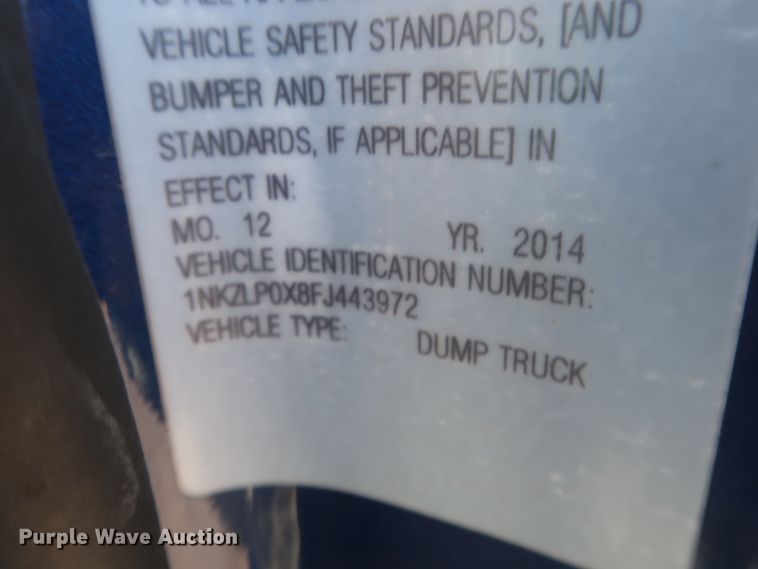 VEHICLE SAFETY STANDARDS, [AND
BUMPER AND THEFT PREVENTION
STANDARDS, IF APPLICABLE] IN
EFFECT IN:
MO. 12 YR. 2014
VEHICLE IDENTIFICATION NUMBER:
1NKZLP0X8FJ443972
VEHICLE TYPE: DUMP TRUCK
Purple Wave Auction